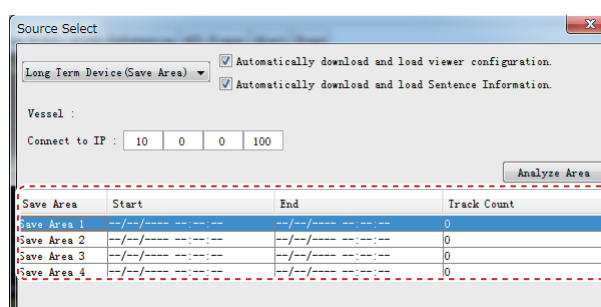 Source Select
Long Term Device(Save Area)
Automatically download and load viewer configuration.
Automatically download and load Sentence Information.
Vessel :
Connect to IP : 10 0 0 100
Analyze Area
Save Area Start End Track Count
Save Area 1 --/--/---- --:--:-- --/--/---- --:--:-- 0
Save Area 2 --/--/---- --:--:-- --/--/---- --:--:-- 0
Save Area 3 --/--/---- --:--:-- --/--/---- --:--:-- 0
Save Area 4 --/--/---- --:--:-- --/--/---- --:--:-- 0